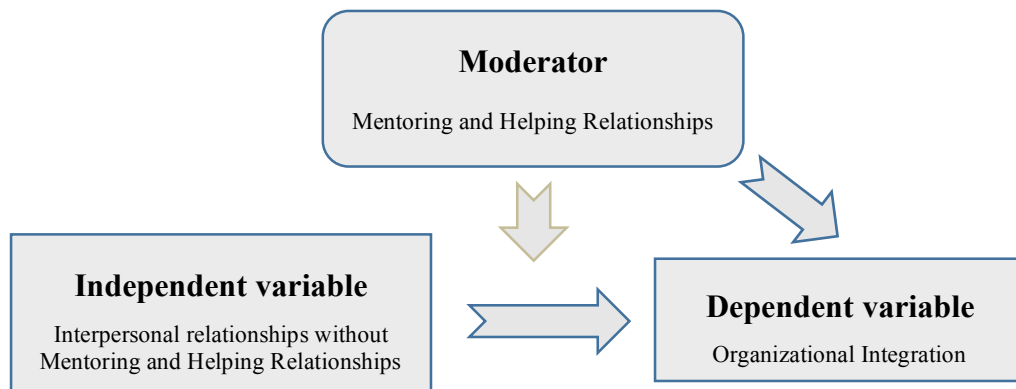 Moderator
Mentoring and Helping Relationships
Independent variable
Interpersonal relationships without
Mentoring and Helping Relationships
Dependent variable
Organizational Integration